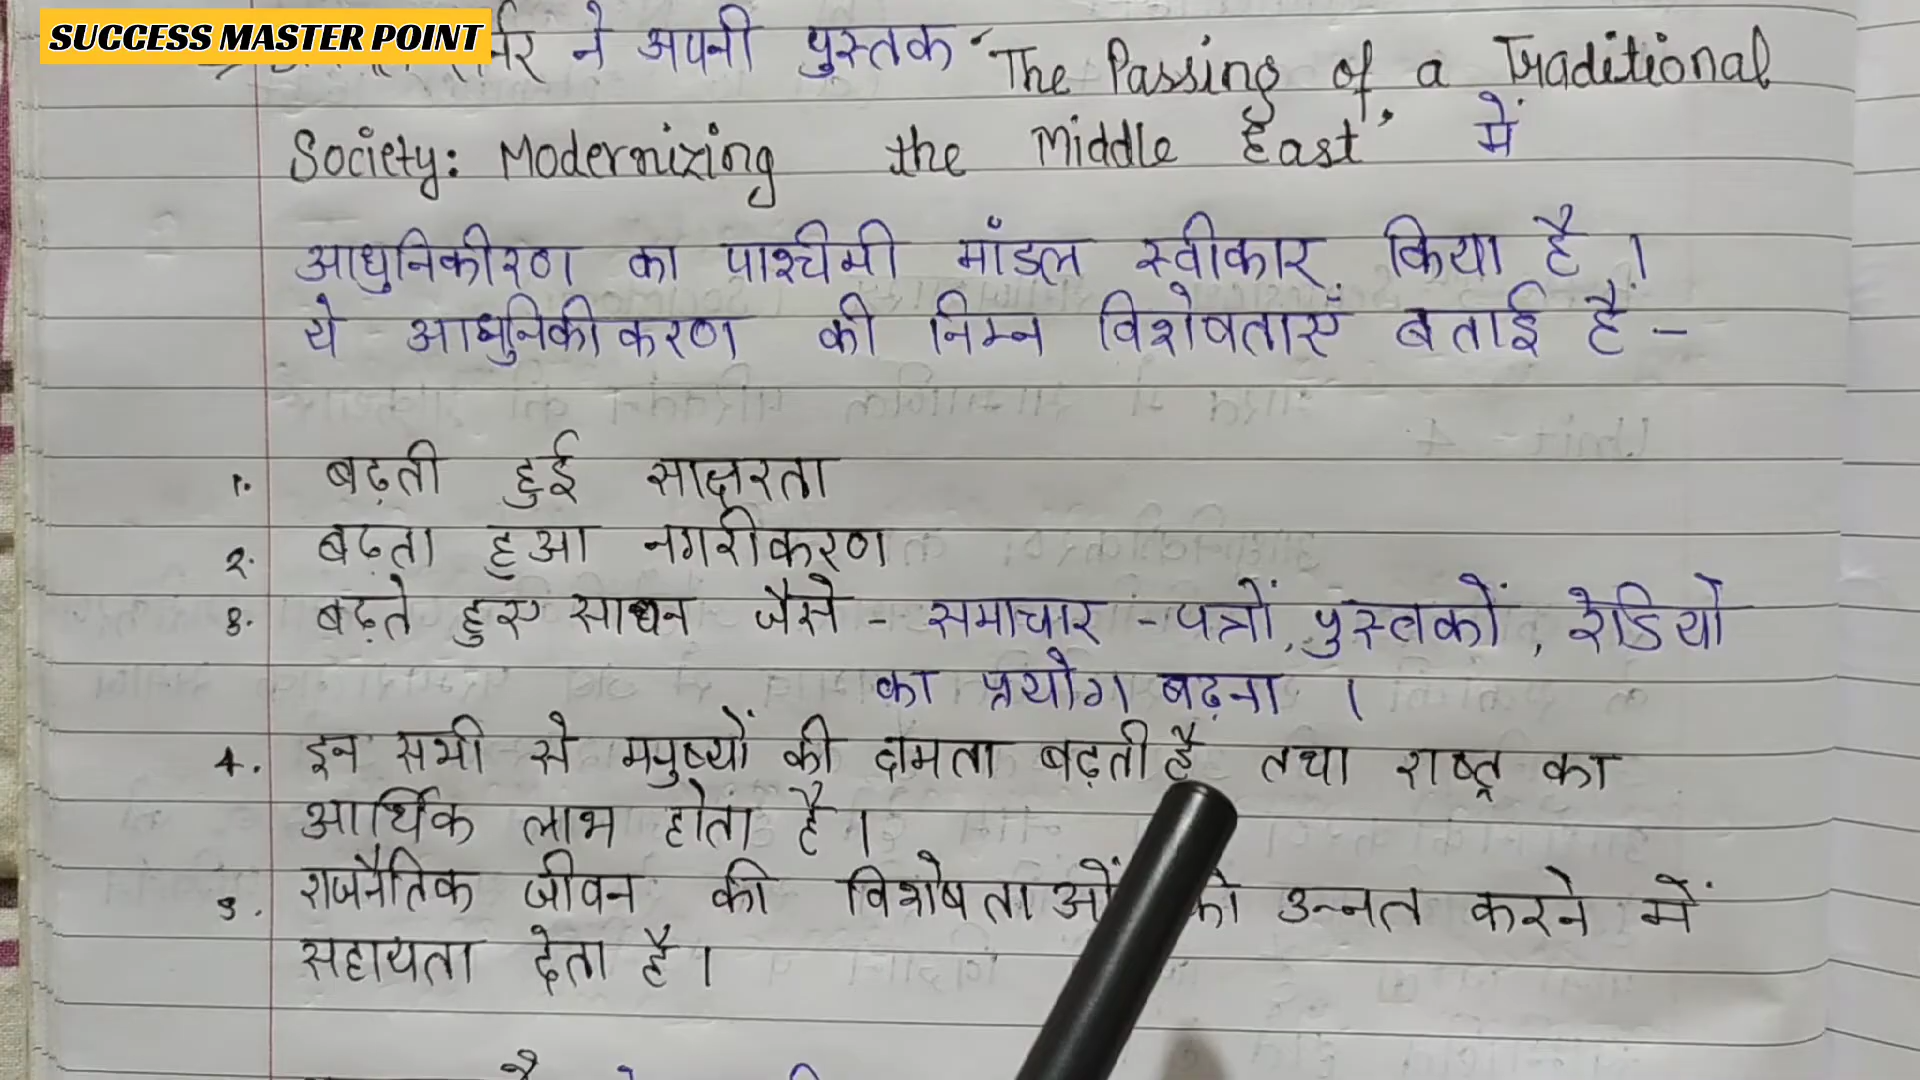 SUCCESS MASTER POINT
ने अपनी पुस्तक "The Passing of a Traditional
Society: Modernizing the Middle East" में
आधुनिकीरण का पाश्चीमी मॉडल स्वीकार किया है ।
ये आधुनिकीकरण की निम्न विशेषताएँ बताई हैं -
1. बढ़ती हुई साक्षरता
2. बढ़ता हुआ नगरीकरण
3. बढ़ते हुए साधन जैसे - समाचार - पत्रों, पुस्तकों, रेडियो
का प्रयोग बढ़ना ।
4. इन सभी से मनुष्यों की क्षमता बढ़ती है तथा राष्ट्र का
आर्थिक लाभ होता है ।
5. राजनैतिक जीवन की विशेषताओं को उन्नत करने में
सहायता देता है ।